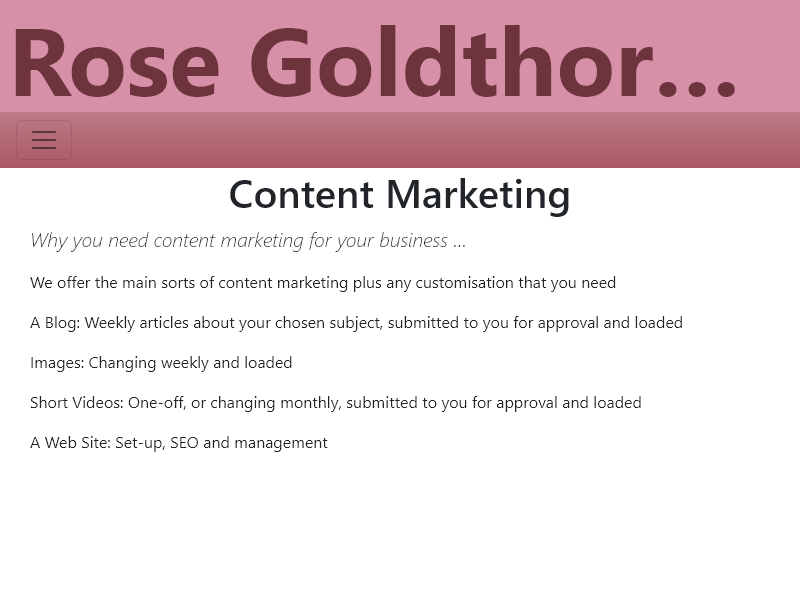 Rose Goldthor...
Content Marketing
Why you need content marketing for your business ...
We offer the main sorts of content marketing plus any customisation that you need
A Blog: Weekly articles about your chosen subject, submitted to you for approval and loaded
Images: Changing weekly and loaded
Short Videos: One-off, or changing monthly, submitted to you for approval and loaded
A Web Site: Set-up, SEO and management